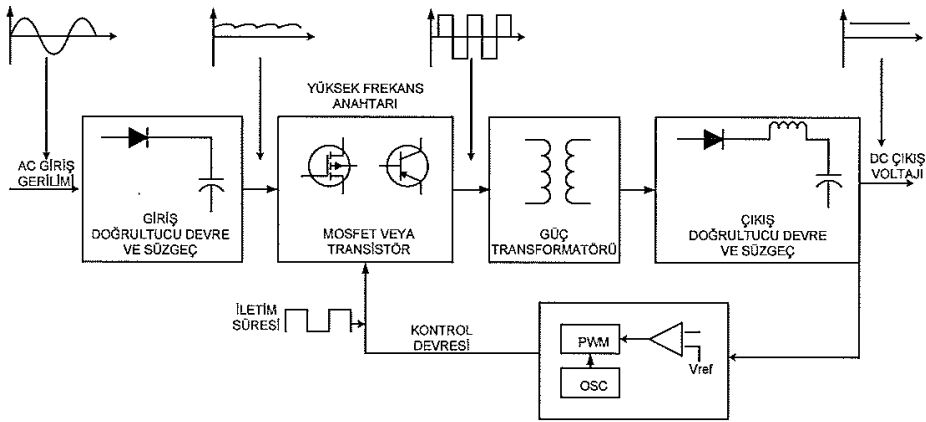 YÜKSEK FREKANS
ANAHTARI
AC GİRİŞ
GERİLİMİ
GİRİŞ
DOĞRULTUCU DEVRE
VE SÜZGEÇ
MOSFET VEYA
TRANSİSTÖR
GÜÇ
TRANSFORMATÖRÜ
ÇIKIŞ
DOĞRULTUCU DEVRE
VE SÜZGEÇ
DC ÇIKIŞ
VOLTAJI
İLETİM
SÜRESİ
KONTROL
DEVRESİ
PWM
Vref
OSC